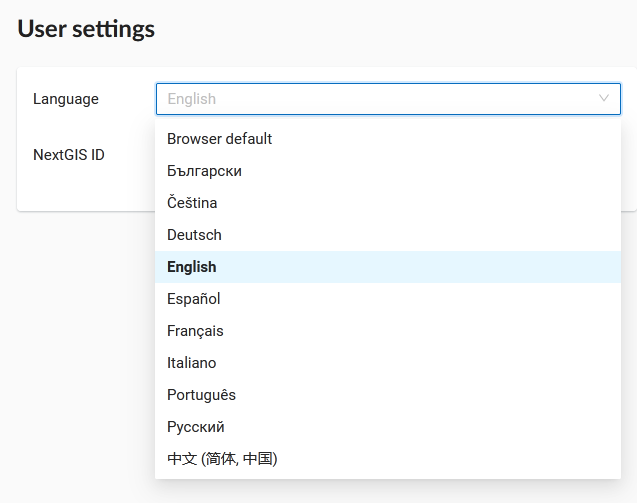 User settings
Language
English
NextGIS ID
Browser default
Български
Čeština
Deutsch
English
Español
Français
Italiano
Português
Русский
中文 (简体, 中国)